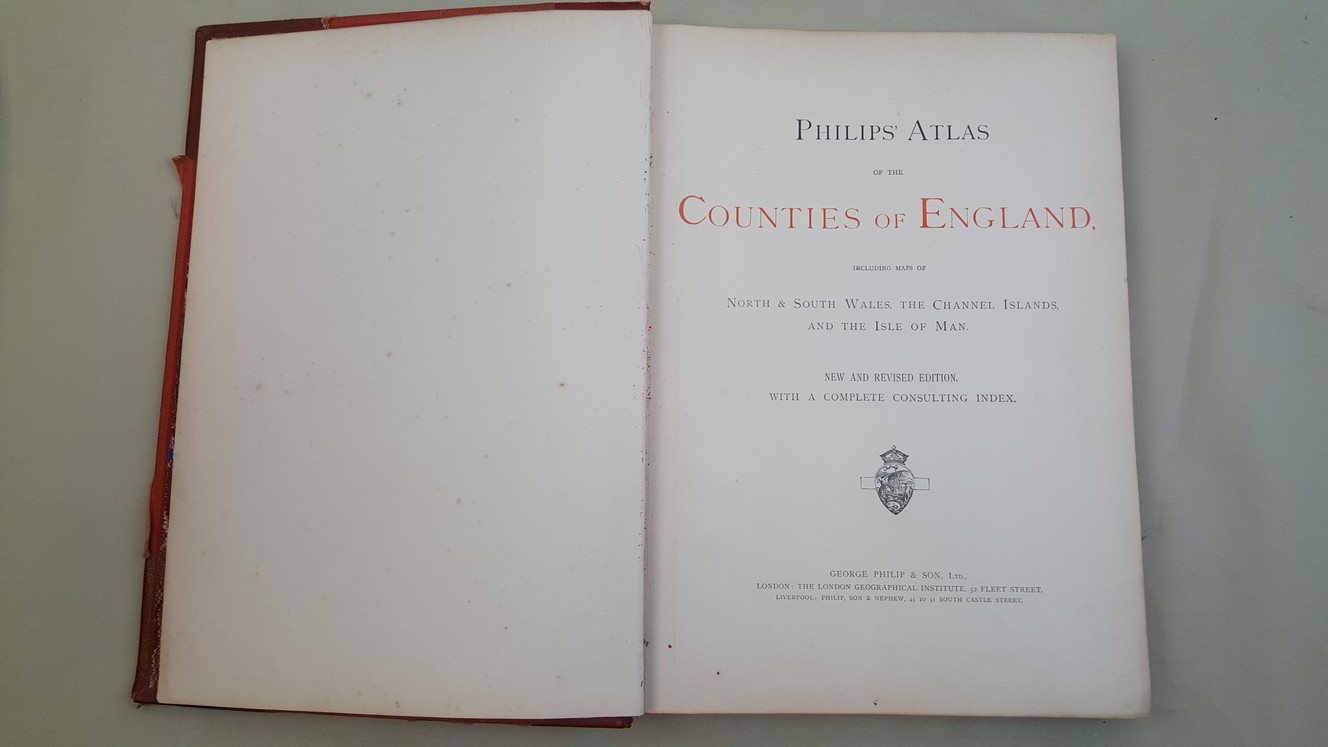 PHILIPS' ATLAS
OF THE
COUNTIES OF ENGLAND,
INCLUDING MAPS OF
NORTH & SOUTH WALES, THE CHANNEL ISLANDS,
AND THE ISLE OF MAN.
NEW AND REVISED EDITION.
WITH A COMPLETE CONSULTING INDEX.
GEORGE PHILIP & SON, LTD.,
LONDON: THE LONDON GEOGRAPHICAL INSTITUTE, 32 FLEET STREET.
LIVERPOOL: PHILIP, SON & NEPHEW, 45 TO 51 SOUTH CASTLE STREET.